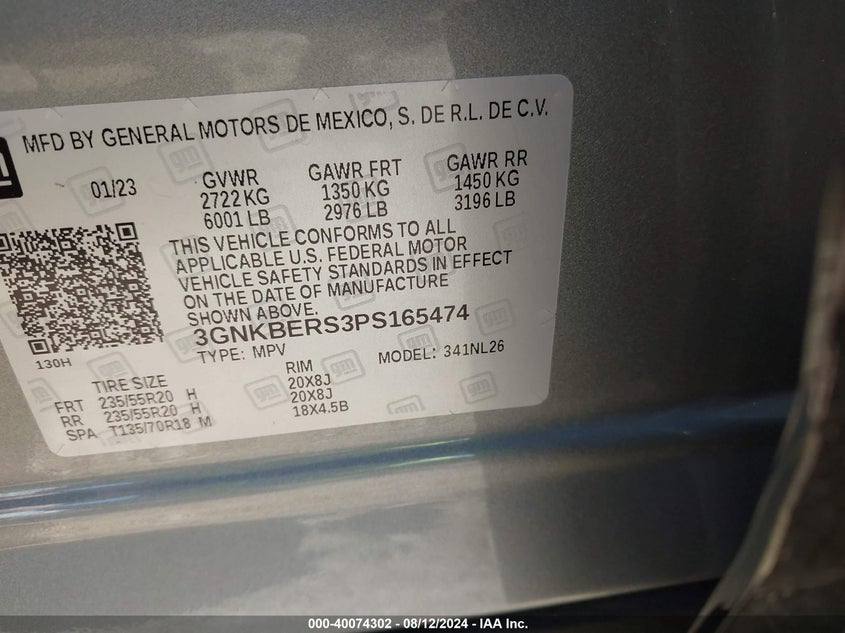 MFD BY GENERAL MOTORS DE MEXICO, S. DE R.L. DE C.V.
01/23
GVWR GAWR FRT GAWR RR
2722 KG 1350 KG 1450 KG
6001 LB 2976 LB 3196 LB
THIS VEHICLE CONFORMS TO ALL
APPLICABLE U.S. FEDERAL MOTOR
VEHICLE SAFETY STANDARDS IN EFFECT
ON THE DATE OF MANUFACTURE
SHOWN ABOVE.
3GNKBERS3PS165474
130H
TYPE: MPV MODEL: 341NL26
TIRE SIZE RIM
FRT 235/55R20 H 20X8J
RR 235/55R20 H 20X8J
SPA T135/70R18 M 18X4.5B
000-40074302 - 08/12/2024 - IAA Inc.